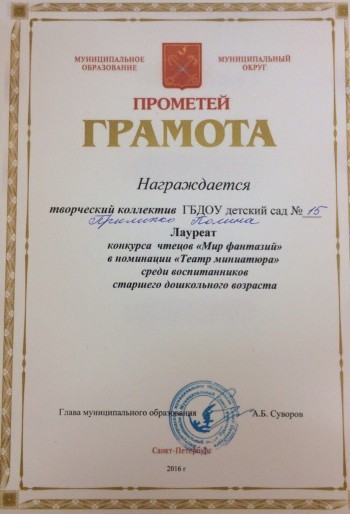 МУНИЦИПАЛЬНОЕ
ОБРАЗОВАНИЕ
МУНИЦИПАЛЬНЫЙ
ОКРУГ
ПРОМЕТЕЙ
ГРАМОТА
Награждается
творческий коллектив ГБДОУ детский сад № 15
Полина
Лауреат
конкурса чтецов «Мир фантазий»
в номинации «Театр миниатюра»
среди воспитанников
старшего дошкольного возраста
Глава муниципального образования А.Б. Суворов
Санкт-Петербург
2016 г